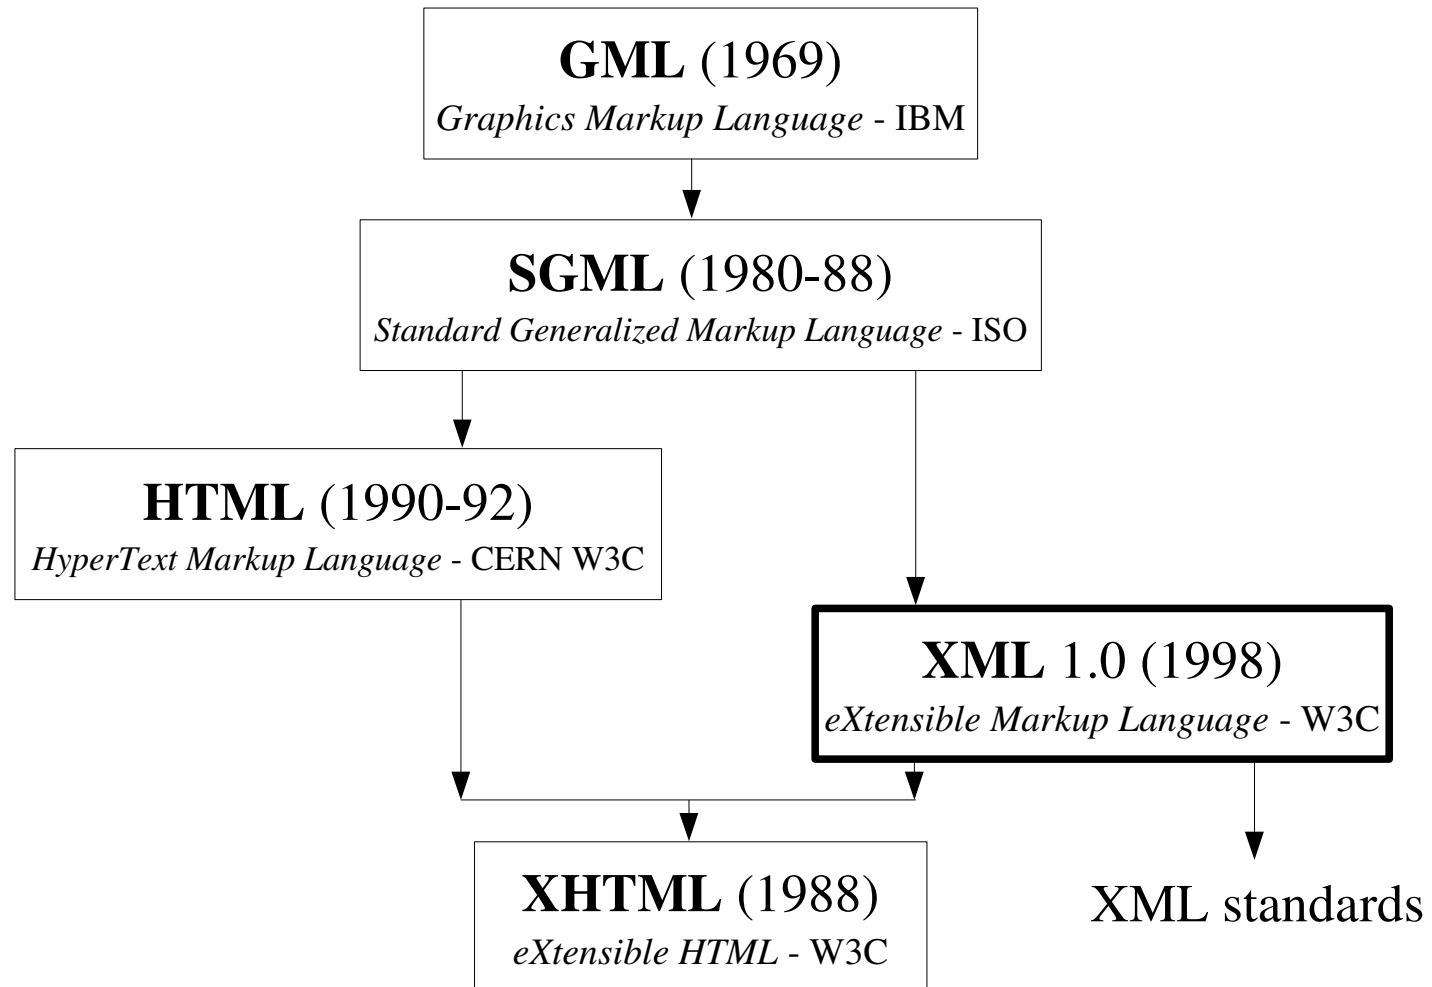 GML (1969)
Graphics Markup Language - IBM
SGML (1980-88)
Standard Generalized Markup Language - ISO
HTML (1990-92)
HyperText Markup Language - CERN W3C
XML 1.0 (1998)
eXtensible Markup Language - W3C
XHTML (1988)
eXtensible HTML - W3C
XML standards